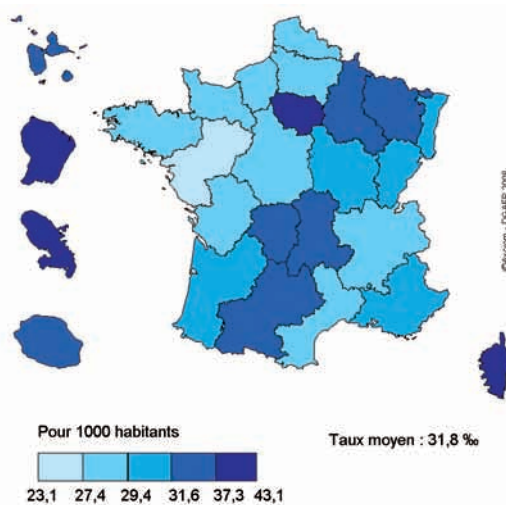 Pour 1000 habitants
Taux moyen : 31,8 ‰
23,1 27,4 29,4 31,6 37,3 43,1